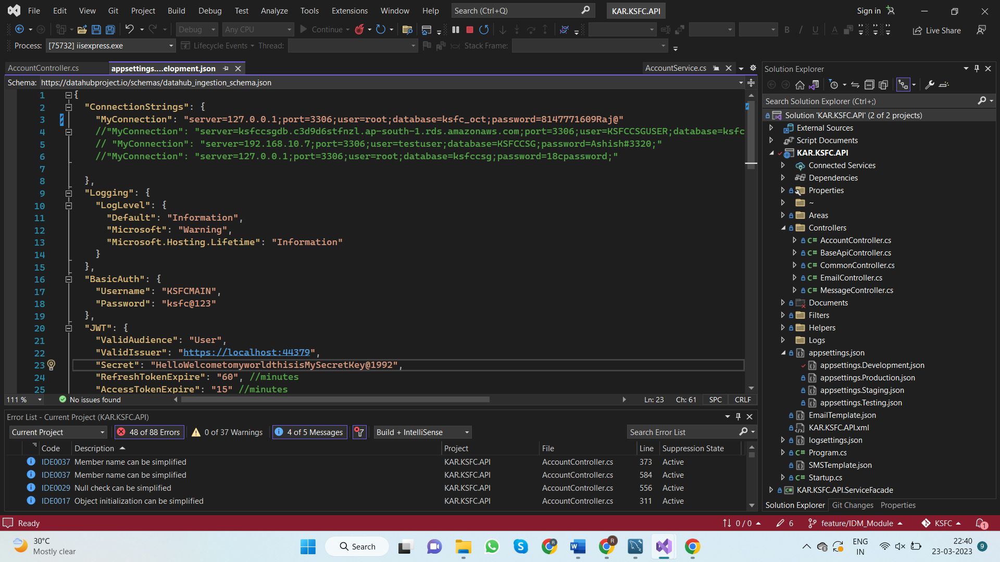 File Edit View Git Project Build Debug Test Analyze Tools Extensions Window Help Search (Ctrl+Q) KAR.KSFC.API Sign in
Debug Any CPU Continue Live Share
Process: [75732] iisexpress.exe Lifecycle Events Thread: Stack Frame:
AccountController.cs appsettings....elopment.json AccountService.cs
Schema: https://datahubproject.io/schemas/datahub_ingestion_schema.json
1 {
2 "ConnectionStrings": {
3 "MyConnection": "server=127.0.0.1;port=3306;user=root;database=ksfc_oct;password=8147771609Raj@"
4 //"MyConnection": "server=ksfccsgdb.c3d9d6stfnzl.ap-south-1.rds.amazonaws.com;port=3306;user=KSFCCSGUSER;database=ksfc
5 // "MyConnection": "server=192.168.10.7;port=3306;user=testuser;database=KSFCCSG;password=Ashish#3320;"
6 //"MyConnection": "server=127.0.0.1;port=3306;user=root;database=ksfccsg;password=18cpassword;"
7
8 },
9 "Logging": {
10 "LogLevel": {
11 "Default": "Information",
12 "Microsoft": "Warning",
13 "Microsoft.Hosting.Lifetime": "Information"
14 }
15 },
16 "BasicAuth": {
17 "Username": "KSFCMAIN",
18 "Password": "ksfc@123"
19 },
20 "JWT": {
21 "ValidAudience": "User",
22 "ValidIssuer": "https://localhost:44379",
23 "Secret": "HelloWelcometomyworldthisisMySecretKey@1992",
24 "RefreshTokenExpire": "60", //minutes
25 "AccessTokenExpire": "15" //minutes
111 % No issues found Ln: 23 Ch: 61 SPC CRLF
Error List - Current Project (KAR.KSFC.API)
Current Project 48 of 88 Errors 0 of 37 Warnings 4 of 5 Messages Build + IntelliSense Search Error List
Code Description Project File Line Suppression State
IDE0037 Member name can be simplified KAR.KSFC.API AccountController.cs 373 Active
IDE0037 Member name can be simplified KAR.KSFC.API AccountController.cs 584 Active
IDE0029 Null check can be simplified KAR.KSFC.API AccountController.cs 556 Active
IDE0017 Object initialization can be simplified KAR.KSFC.API AccountController.cs 311 Active
Solution Explorer
Search Solution Explorer (Ctrl+;)
Solution 'KAR.KSFC.API' (2 of 2 projects)
External Sources
Script Documents
KAR.KSFC.API
Connected Services
Dependencies
Properties
~
Areas
Controllers
C# AccountController.cs
C# BaseApiController.cs
C# CommonController.cs
C# EmailController.cs
C# MessageController.cs
Documents
Filters
Helpers
Logs
appsettings.json
appsettings.Development.json
appsettings.Production.json
appsettings.Staging.json
appsettings.Testing.json
EmailTemplate.json
KAR.KSFC.API.xml
logsettings.json
C# Program.cs
SMSTemplate.json
C# Startup.cs
C# KAR.KSFC.API.ServiceFacade
Solution Explorer Git Changes Properties
Ready 0 / 0 6 feature/IDM_Module KSFC 1
30°C
Mostly clear
Search
ENG
IN
22:40
23-03-2023
9